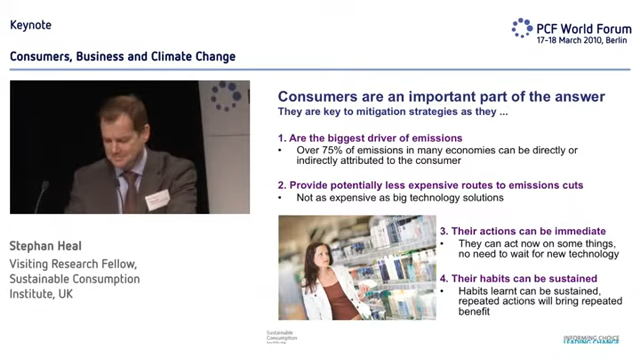 Keynote
PCF World Forum
17-18 March 2010, Berlin
Consumers, Business and Climate Change
Consumers are an important part of the answer
They are key to mitigation strategies as they ...
1. Are the biggest driver of emissions
• Over 75% of emissions in many economies can be directly or
indirectly attributed to the consumer
2. Provide potentially less expensive routes to emissions cuts
• Not as expensive as big technology solutions
Stephan Heal
Visiting Research Fellow,
Sustainable Consumption
Institute, UK
3. Their actions can be immediate
• They can act now on some things,
no need to wait for new technology
4. Their habits can be sustained
• Habits learnt can be sustained,
repeated actions will bring repeated
benefit
Sustainable
Consumption
INFORMING CHOICE
LEADING CHANGE